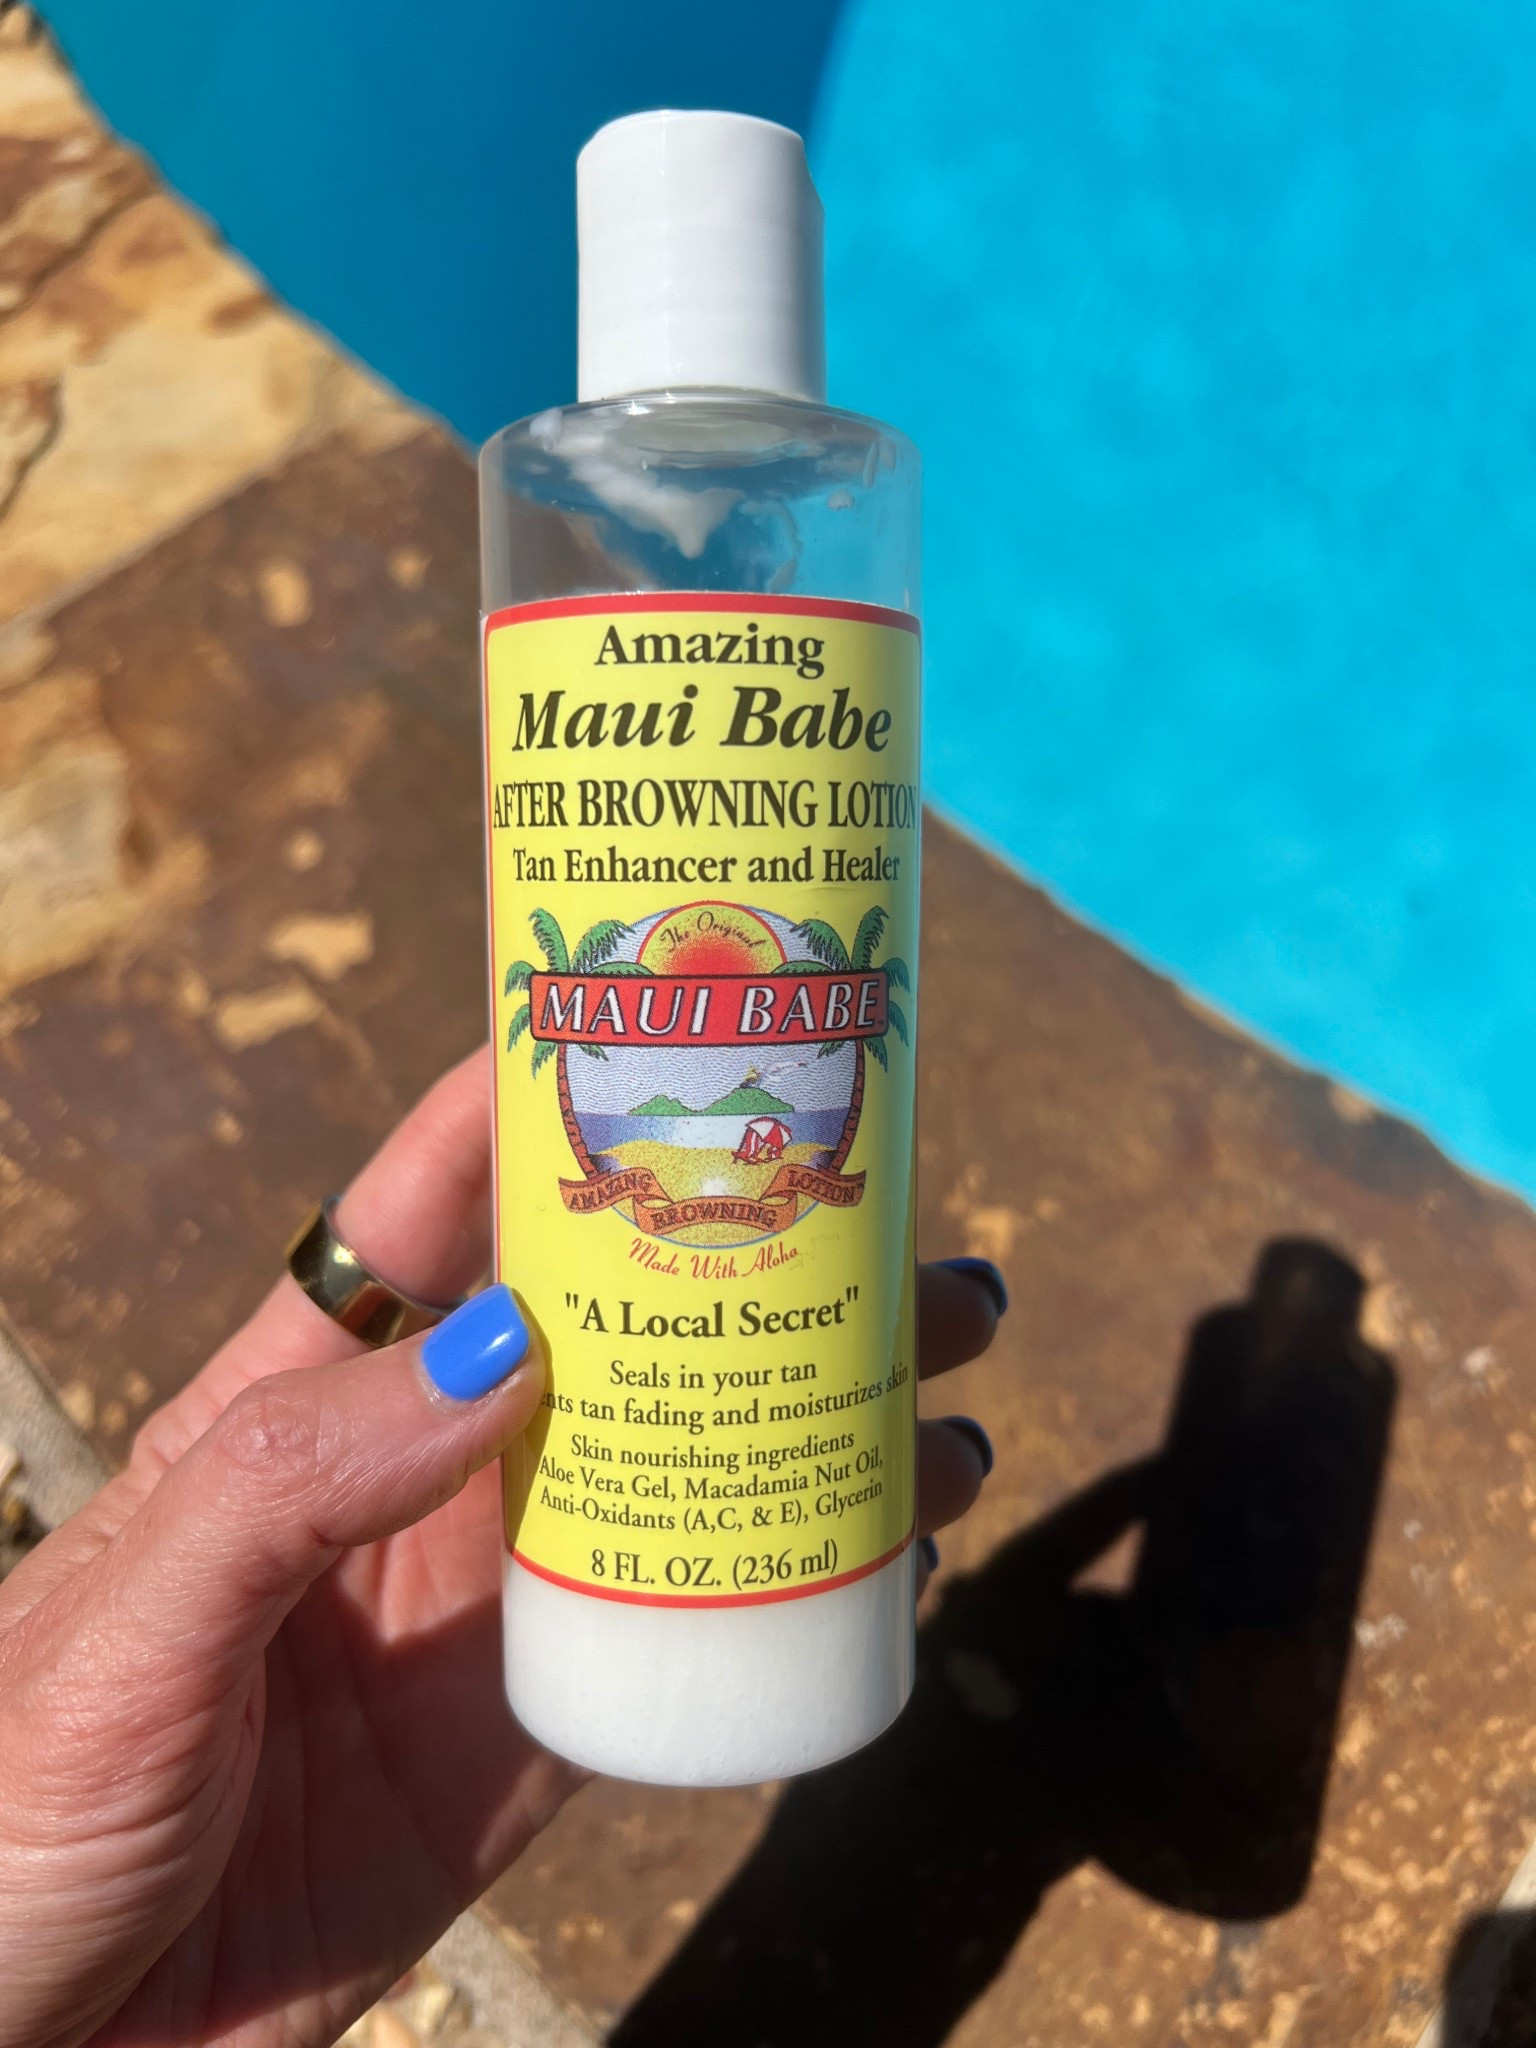 Amazing
Maui Babe
AFTER BROWNING LOTION
Tan Enhancer and Healer
The Original
MAUI BABE
AMAZING
BROWNING
LOTION
Made With Aloha
"A Local Secret"
Seals in your tan
tan fading and moisturizes skin
Skin nourishing ingredients
Aloe Vera Gel, Macadamia Nut Oil,
Anti-Oxidants (A,C, & E), Glycerin
8 FL. OZ. (236 ml)